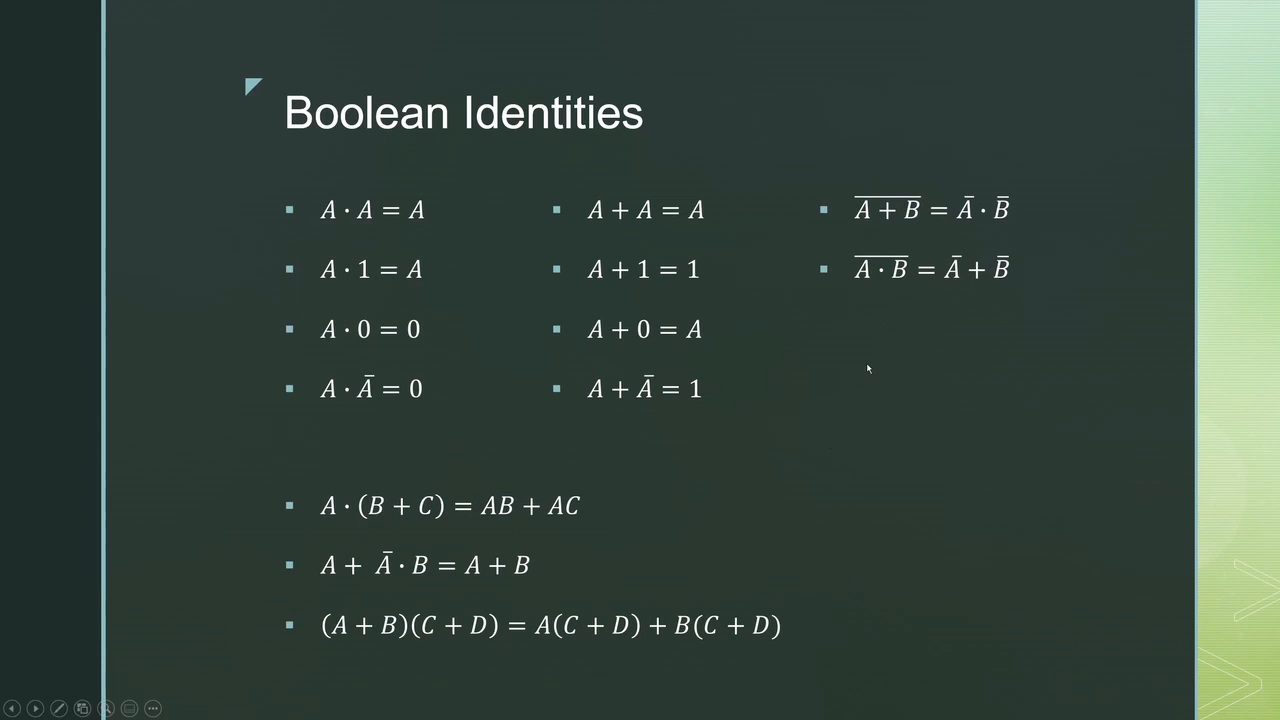 Boolean Identities
A · A = A
A · 1 = A
A · 0 = 0
A · Ā = 0
A + A = A
A + 1 = 1
A + 0 = A
A + Ā = 1
A̅ ̅+̅ ̅B̅ = Ā · B̄
A̅ ̅·̅ ̅B̅ = Ā + B̄
A · (B + C) = AB + AC
A + Ā · B = A + B
(A + B)(C + D) = A(C + D) + B(C + D)